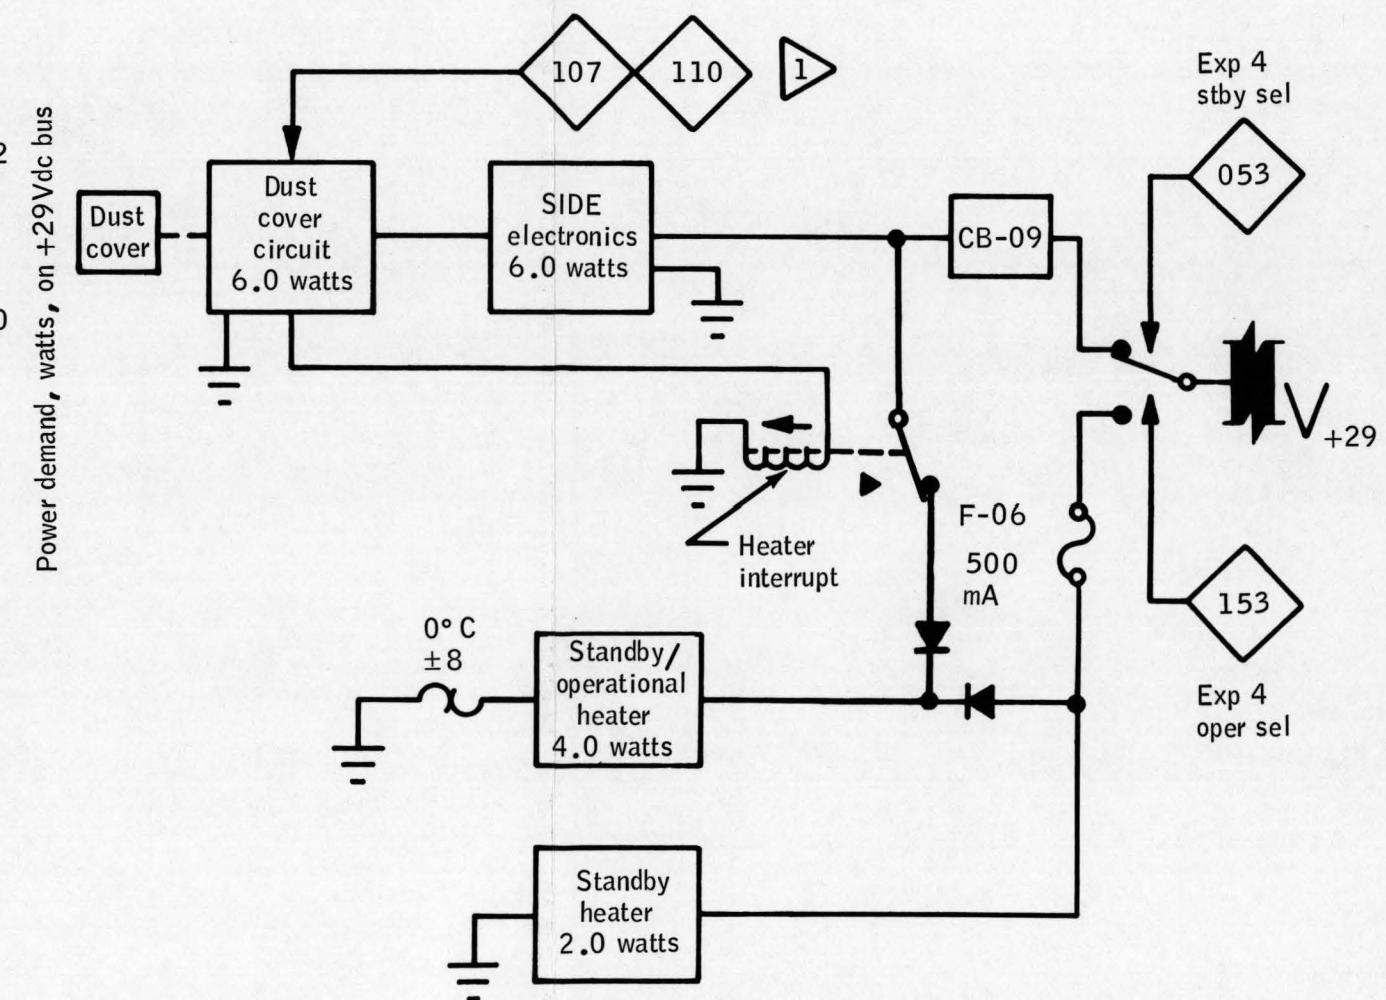 Power demand, watts, on +29Vdc bus
2
0
107
110
1
Exp 4
stby sel
053
Dust
cover
Dust
cover
circuit
6.0 watts
SIDE
electronics
6.0 watts
CB-09
V
+29
F-06
500
mA
Heater
interrupt
153
Exp 4
oper sel
0°C
±8
Standby/
operational
heater
4.0 watts
Standby
heater
2.0 watts